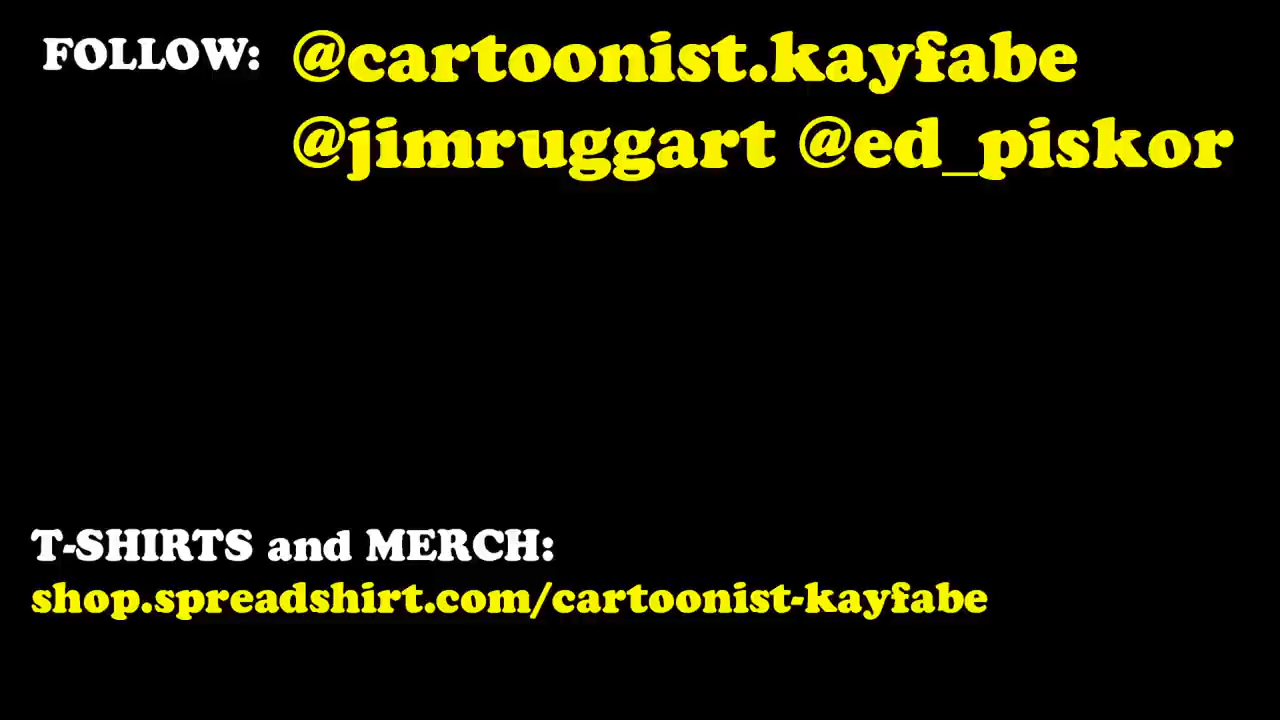 FOLLOW: @cartoonist.kayfabe
@jimruggart @ed_piskor
T-SHIRTS and MERCH:
shop.spreadshirt.com/cartoonist-kayfabe